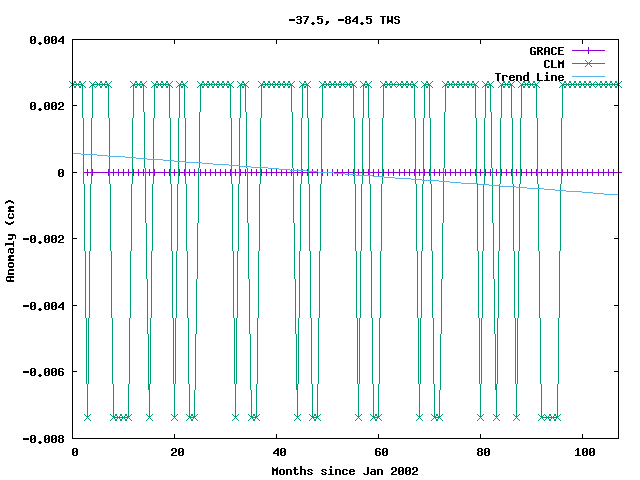 -37.5, -84.5 TWS
0.004
0.002
0
-0.002
-0.004
-0.006
-0.008
Anomaly (cm)
GRACE
CLM
Trend Line
0 20 40 60 80 100
Months since Jan 2002